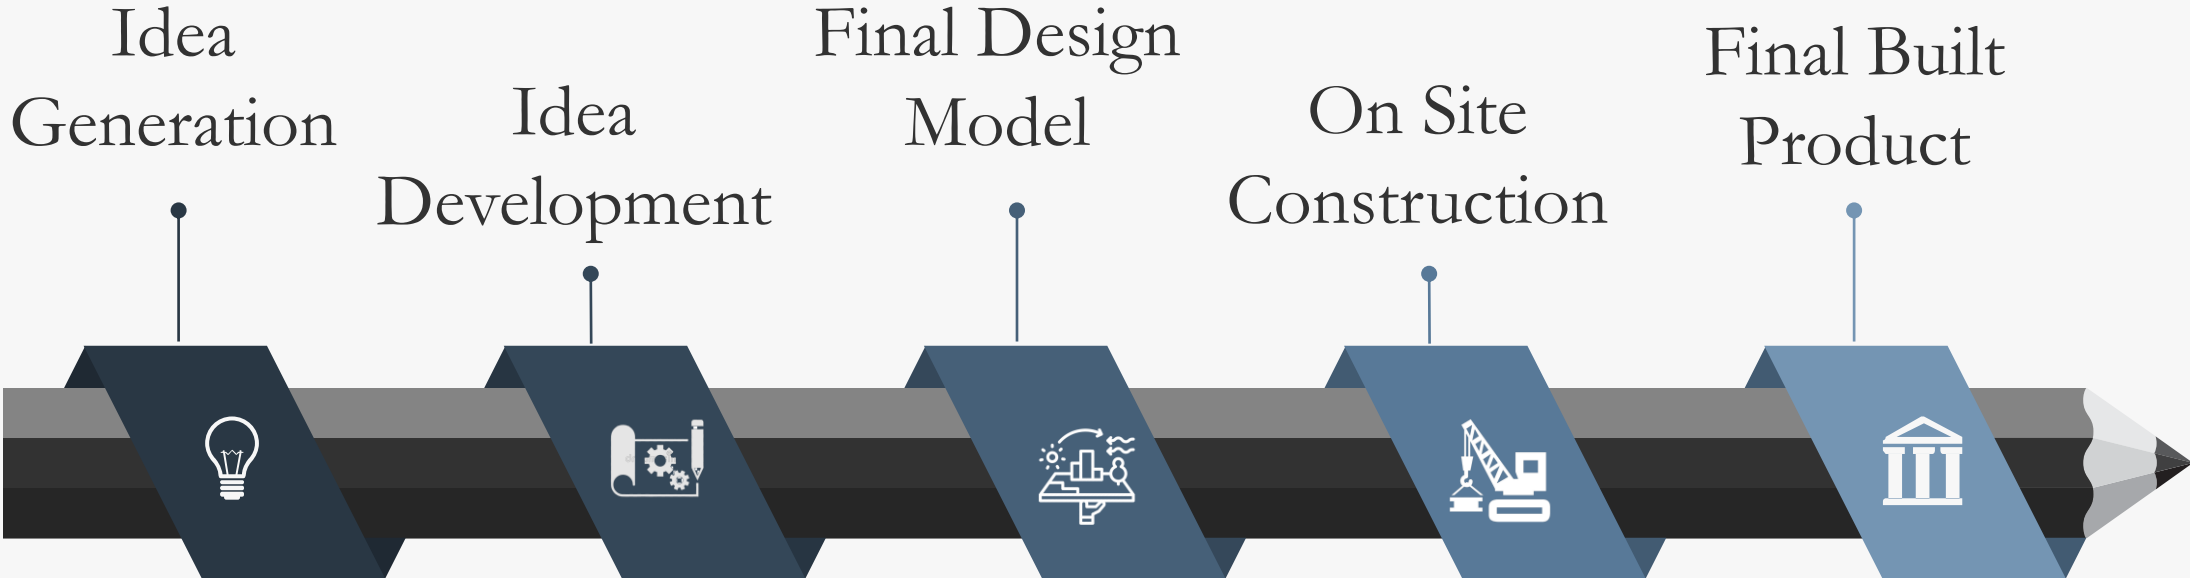 Idea
Generation
Idea
Development
Final Design
Model
On Site
Construction
Final Built
Product